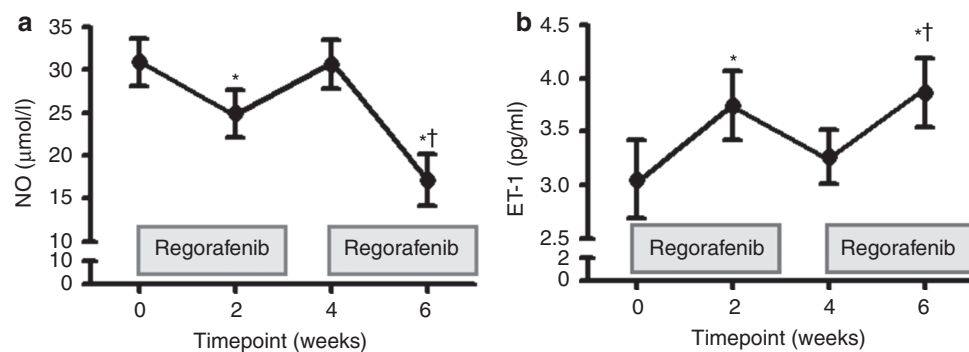 a
35
30
25
20
15
10
10
0
NO (μmol/l)
*
*†
Regorafenib
Regorafenib
0
2
4
6
Timepoint (weeks)
b
4.5
4.0
3.5
3.0
2.5
2
0
ET-1 (pg/ml)
*
*†
Regorafenib
Regorafenib
0
2
4
6
Timepoint (weeks)